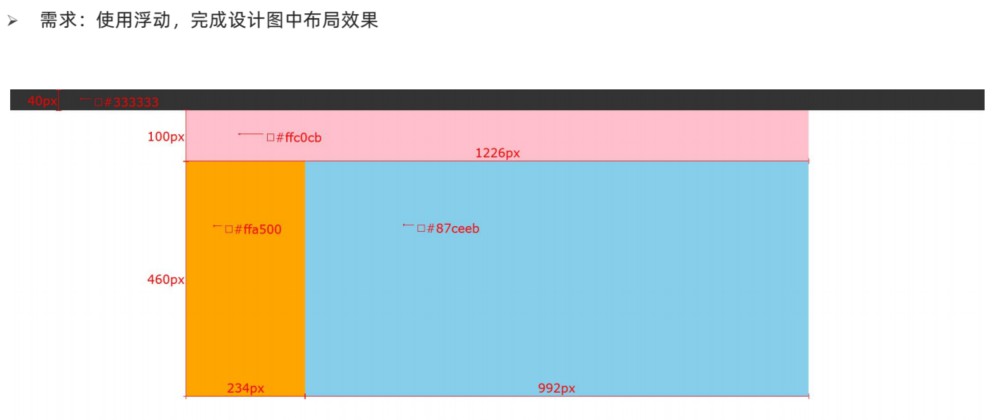 ➢ 需求：使用浮动，完成设计图中布局效果
40px
#333333
100px
#ffc0cb
1226px
#ffa500
#87ceeb
460px
234px
992px